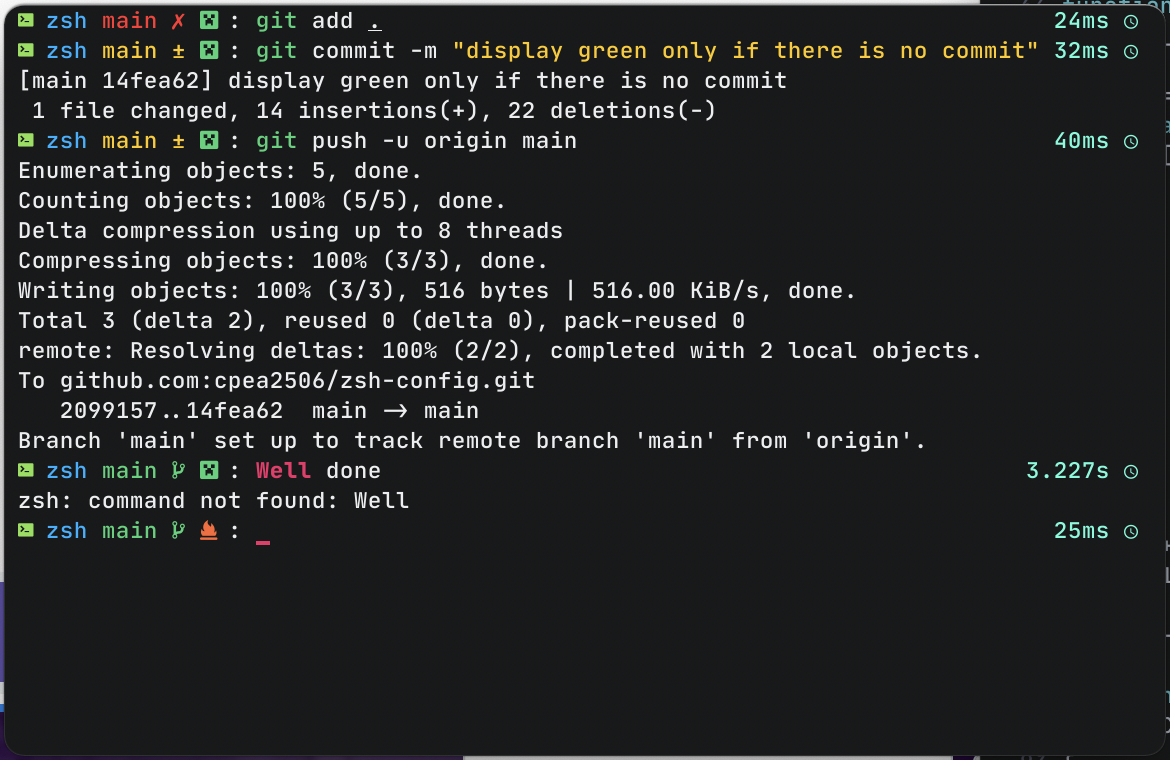 zsh main ✗ : git add . 24ms
zsh main ± : git commit -m "display green only if there is no commit" 32ms
[main 14fea62] display green only if there is no commit
1 file changed, 14 insertions(+), 22 deletions(-)
zsh main ± : git push -u origin main 40ms
Enumerating objects: 5, done.
Counting objects: 100% (5/5), done.
Delta compression using up to 8 threads
Compressing objects: 100% (3/3), done.
Writing objects: 100% (3/3), 516 bytes | 516.00 KiB/s, done.
Total 3 (delta 2), reused 0 (delta 0), pack-reused 0
remote: Resolving deltas: 100% (2/2), completed with 2 local objects.
To github.com:cpea2506/zsh-config.git
2099157..14fea62 main -> main
Branch 'main' set up to track remote branch 'main' from 'origin'.
zsh main : Well done 3.227s
zsh: command not found: Well
zsh main : 25ms